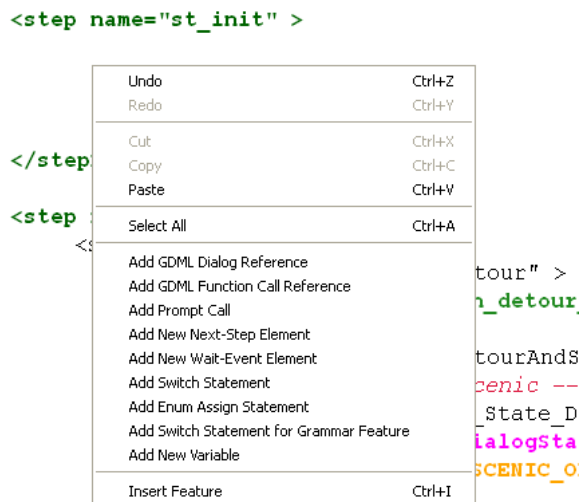 <step name="st_init" >
Undo Ctrl+Z
Redo Ctrl+Y
Cut Ctrl+X
Copy Ctrl+C
</step
Paste Ctrl+V
<step
Select All Ctrl+A
<s
Add GDML Dialog Reference
tour" >
Add GDML Function Call Reference
n_detour_
Add Prompt Call
Add New Next-Step Element
Add New Wait-Event Element
tourAndS
Add Switch Statement
cenic --
Add Enum Assign Statement
_State_D
Add Switch Statement for Grammar Feature
ialogSta
Add New Variable
SCENIC_O
Insert Feature Ctrl+I